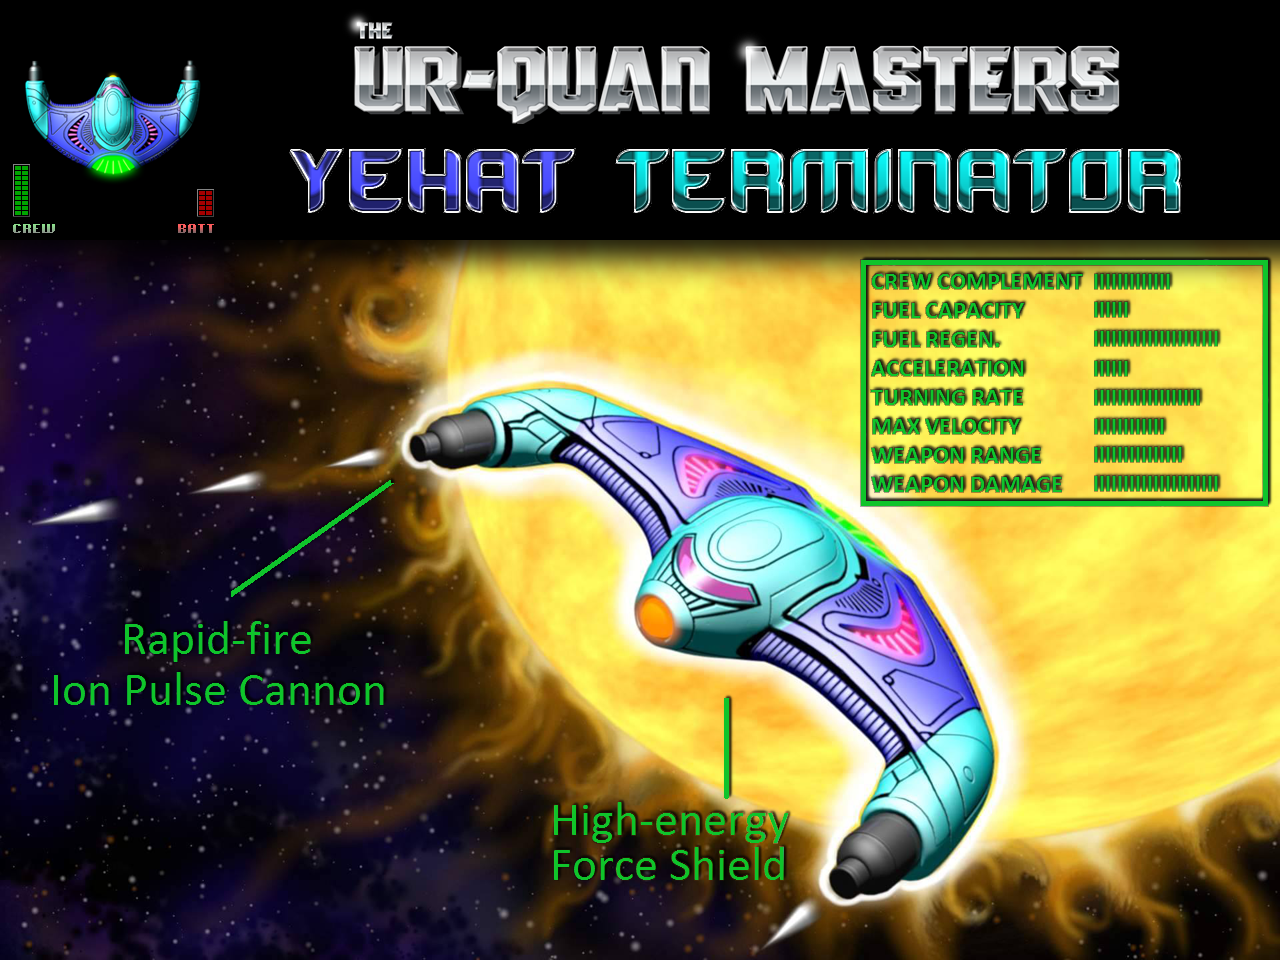 THE
UR-QUAN MASTERS
YEHAT TERMINATOR
CREW
BATT
CREW COMPLEMENT
FUEL CAPACITY
FUEL REGEN.
ACCELERATION
TURNING RATE
MAX VELOCITY
WEAPON RANGE
WEAPON DAMAGE
Rapid-fire
Ion Pulse Cannon
High-energy
Force Shield